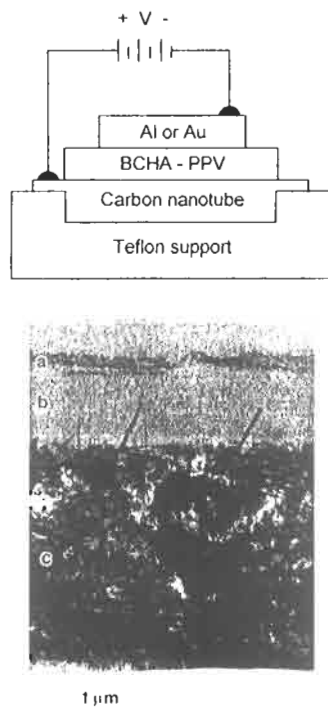 + V -
Al or Au
BCHA - PPV
Carbon nanotube
Teflon support
a
b
c
1 μm